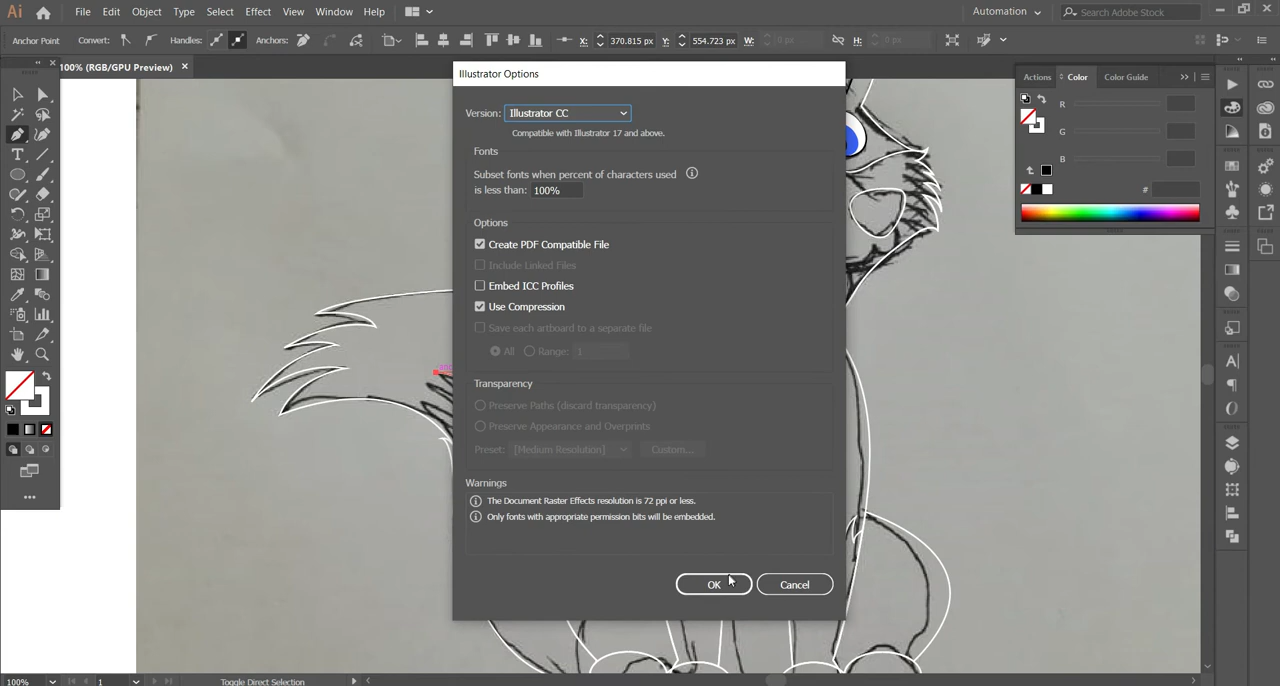 Ai File Edit Object Type Select Effect View Window Help Automation Search Adobe Stock
Anchor Point Convert: Handles: Anchors: X: 370.815 px Y: 554.723 px W: 0 px H: 0 px
100% (RGB/GPU Preview) ×
Illustrator Options
Actions Color Color Guide
R
G
B
#
Version: Illustrator CC
Compatible with Illustrator 17 and above.
Fonts
Subset fonts when percent of characters used
is less than: 100%
Options
Create PDF Compatible File
Include Linked Files
Embed ICC Profiles
Use Compression
Save each artboard to a separate file
All Range: 1
Transparency
Preserve Paths (discard transparency)
Preserve Appearance and Overprints
Preset: [Medium Resolution] Custom...
Warnings
The Document Raster Effects resolution is 72 ppi or less.
Only fonts with appropriate permission bits will be embedded.
OK Cancel
100% 1 Toggle Direct Selection